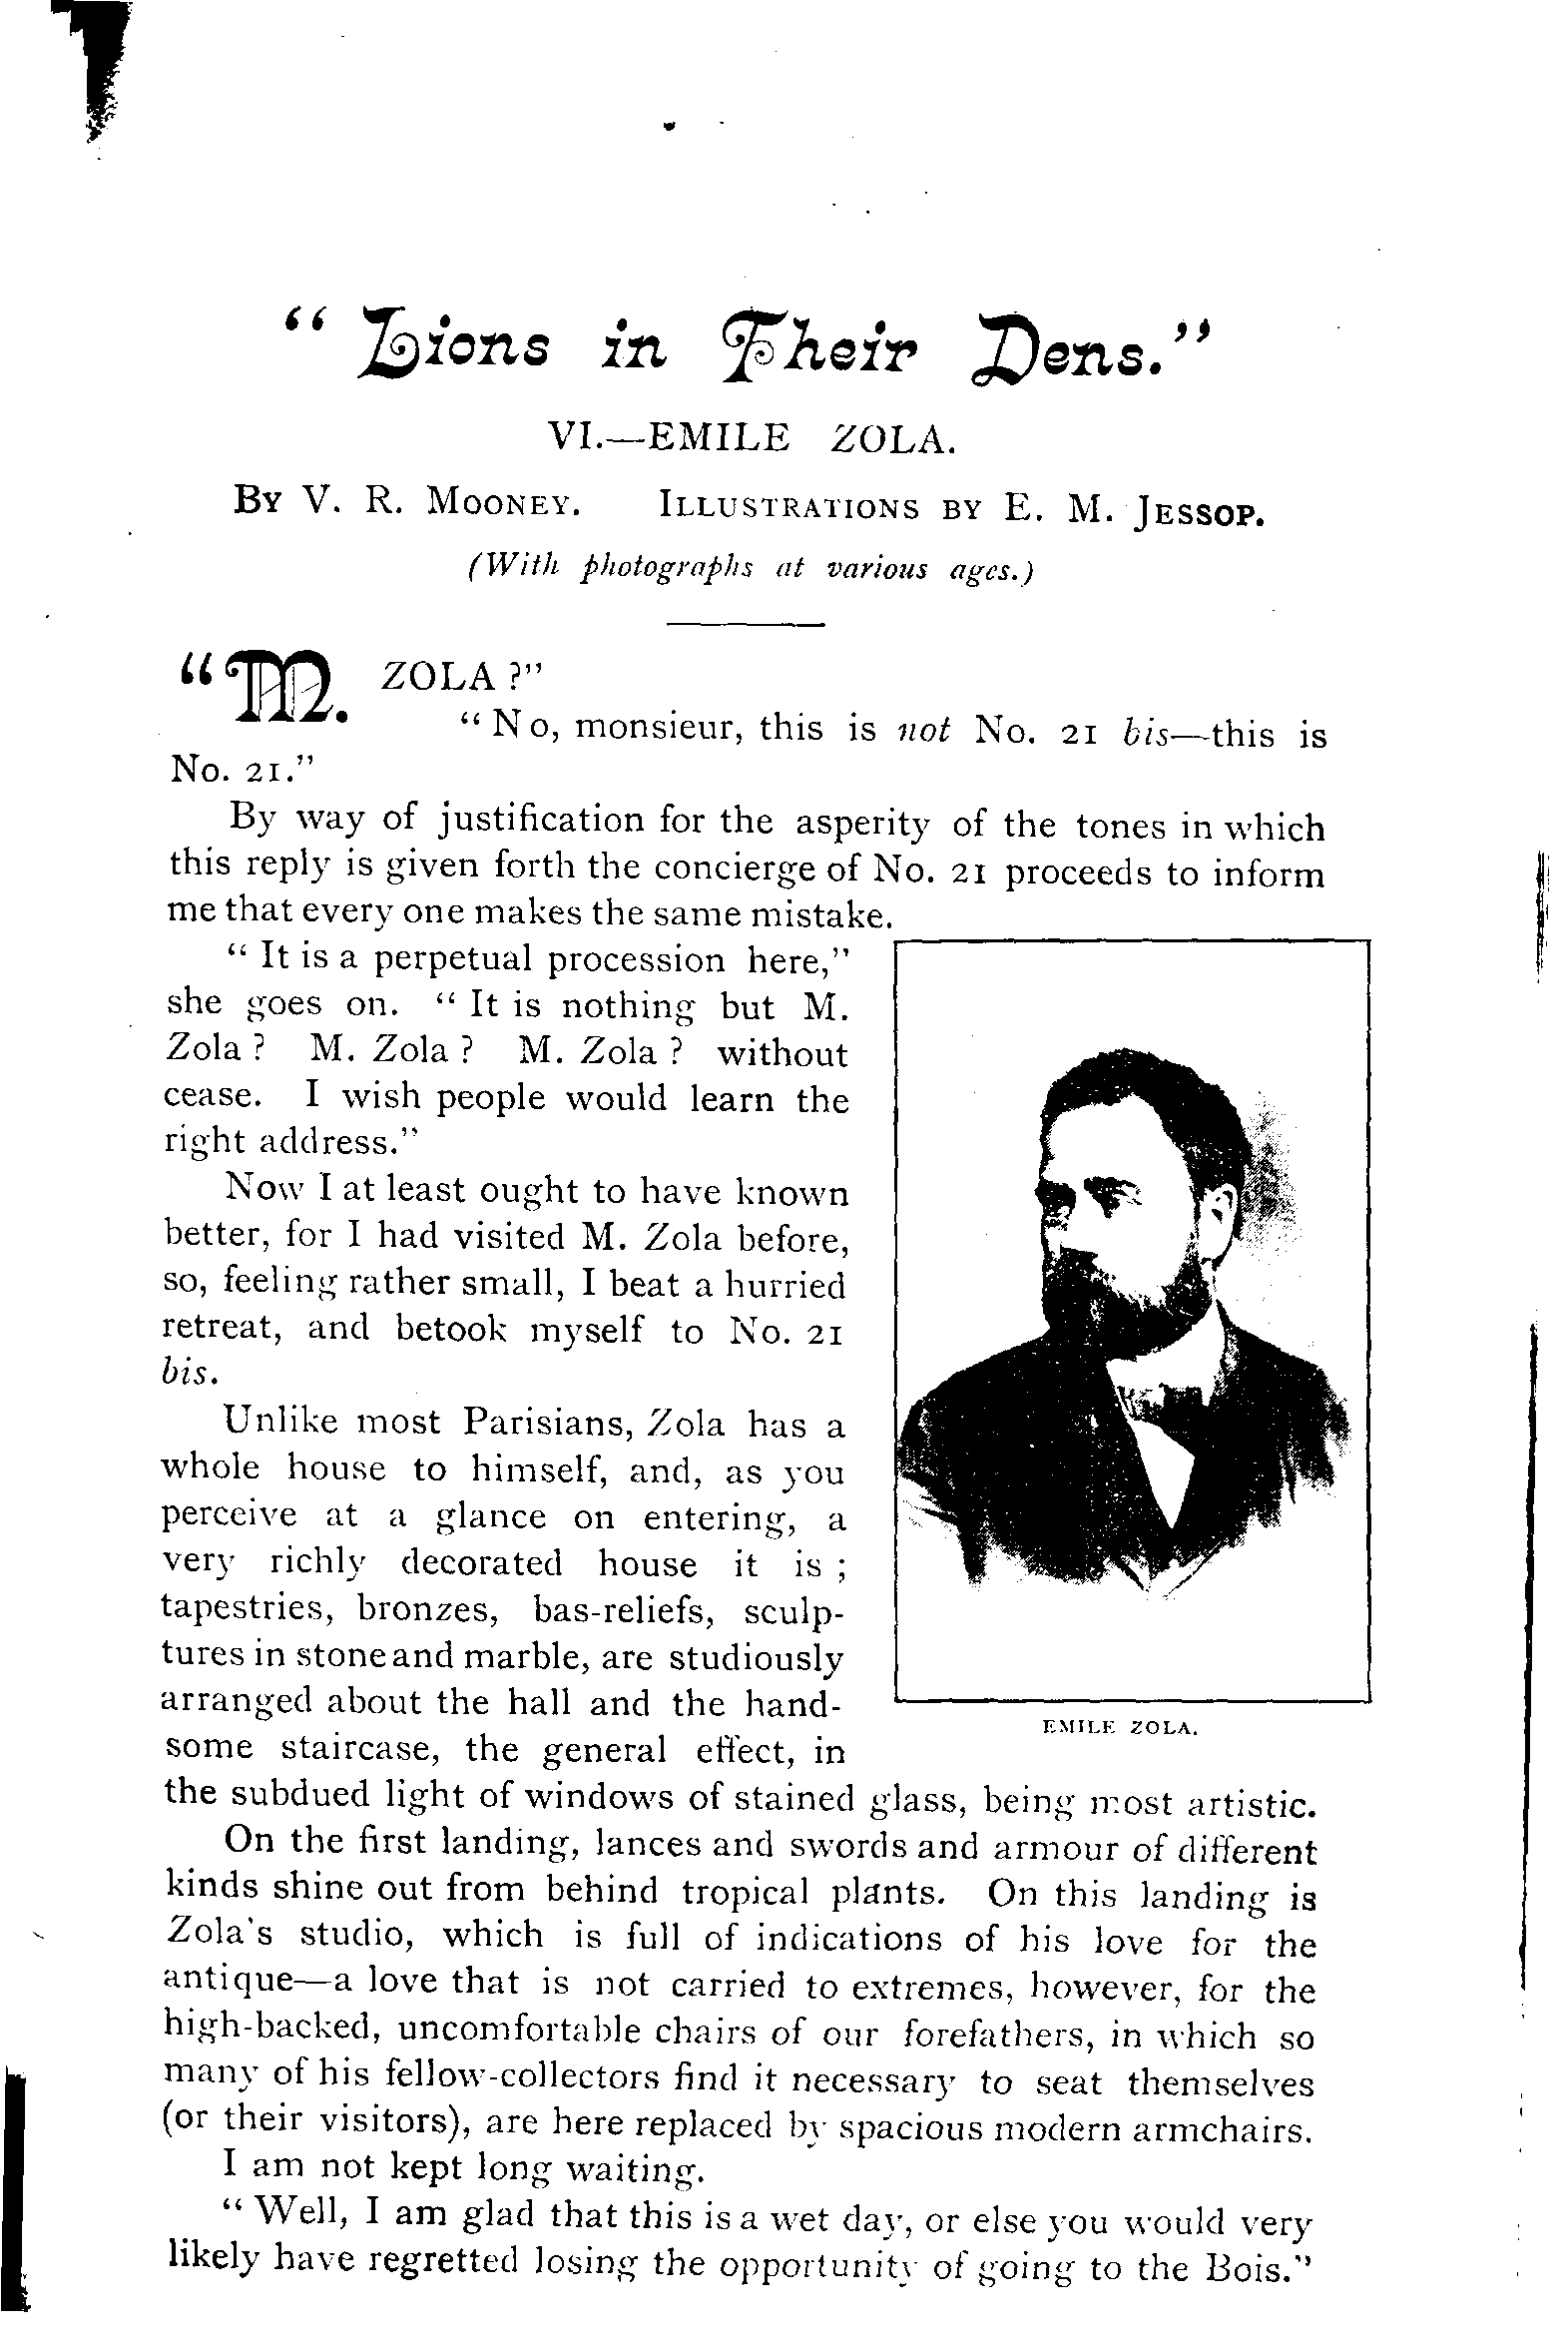 “Lions in Their Dens.”
VI.—EMILE ZOLA.
By V. R. Mooney. Illustrations by E. M. Jessop.
(With photographs at various ages.)
“M. ZOLA?”
“No, monsieur, this is not No. 21 bis—this is
No. 21.”
By way of justification for the asperity of the tones in which
this reply is given forth the concierge of No. 21 proceeds to inform
me that every one makes the same mistake.
“It is a perpetual procession here,”
she goes on. “It is nothing but M.
Zola? M. Zola? M. Zola? without
cease. I wish people would learn the
right address.”
Now I at least ought to have known
better, for I had visited M. Zola before,
so, feeling rather small, I beat a hurried
retreat, and betook myself to No. 21
bis.
Unlike most Parisians, Zola has a
whole house to himself, and, as you
perceive at a glance on entering, a
very richly decorated house it is;
tapestries, bronzes, bas-reliefs, sculp-
tures in stone and marble, are studiously
arranged about the hall and the hand-
some staircase, the general effect, in
the subdued light of windows of stained glass, being most artistic.
EMILE ZOLA.
On the first landing, lances and swords and armour of different
kinds shine out from behind tropical plants. On this landing is
Zola's studio, which is full of indications of his love for the
antique—a love that is not carried to extremes, however, for the
high-backed, uncomfortable chairs of our forefathers, in which so
many of his fellow-collectors find it necessary to seat themselves
(or their visitors), are here replaced by spacious modern armchairs.
I am not kept long waiting.
“Well, I am glad that this is a wet day, or else you would very
likely have regretted losing the opportunity of going to the Bois.”